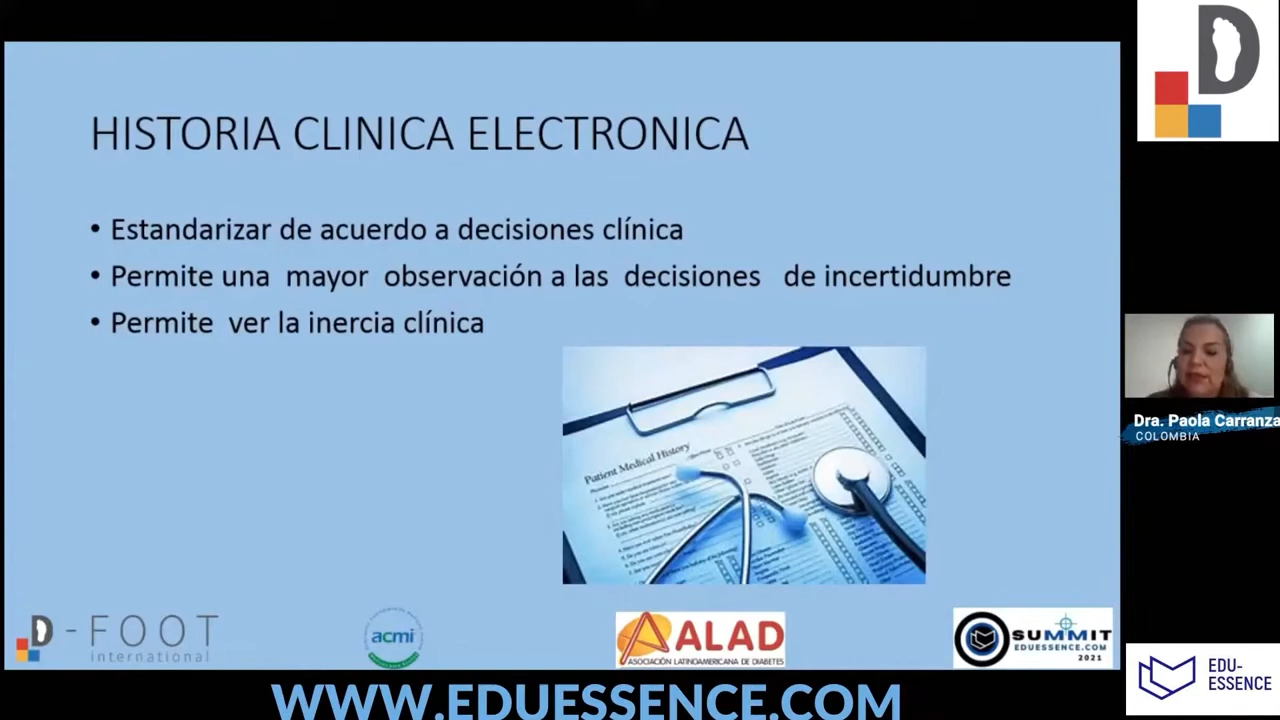 HISTORIA CLINICA ELECTRONICA
• Estandarizar de acuerdo a decisiones clínica
• Permite una mayor observación a las decisiones de incertidumbre
• Permite ver la inercia clínica
Patient Medical History
D
Dra. Paola Carranza
COLOMBIA
D-FOOT
international
acmi
ALAD
ASOCIACIÓN LATINOAMERICANA DE DIABETES
SUMMIT
EDUESSENCE.COM
2021
EDU-
ESSENCE
WWW.EDUESSENCE.COM